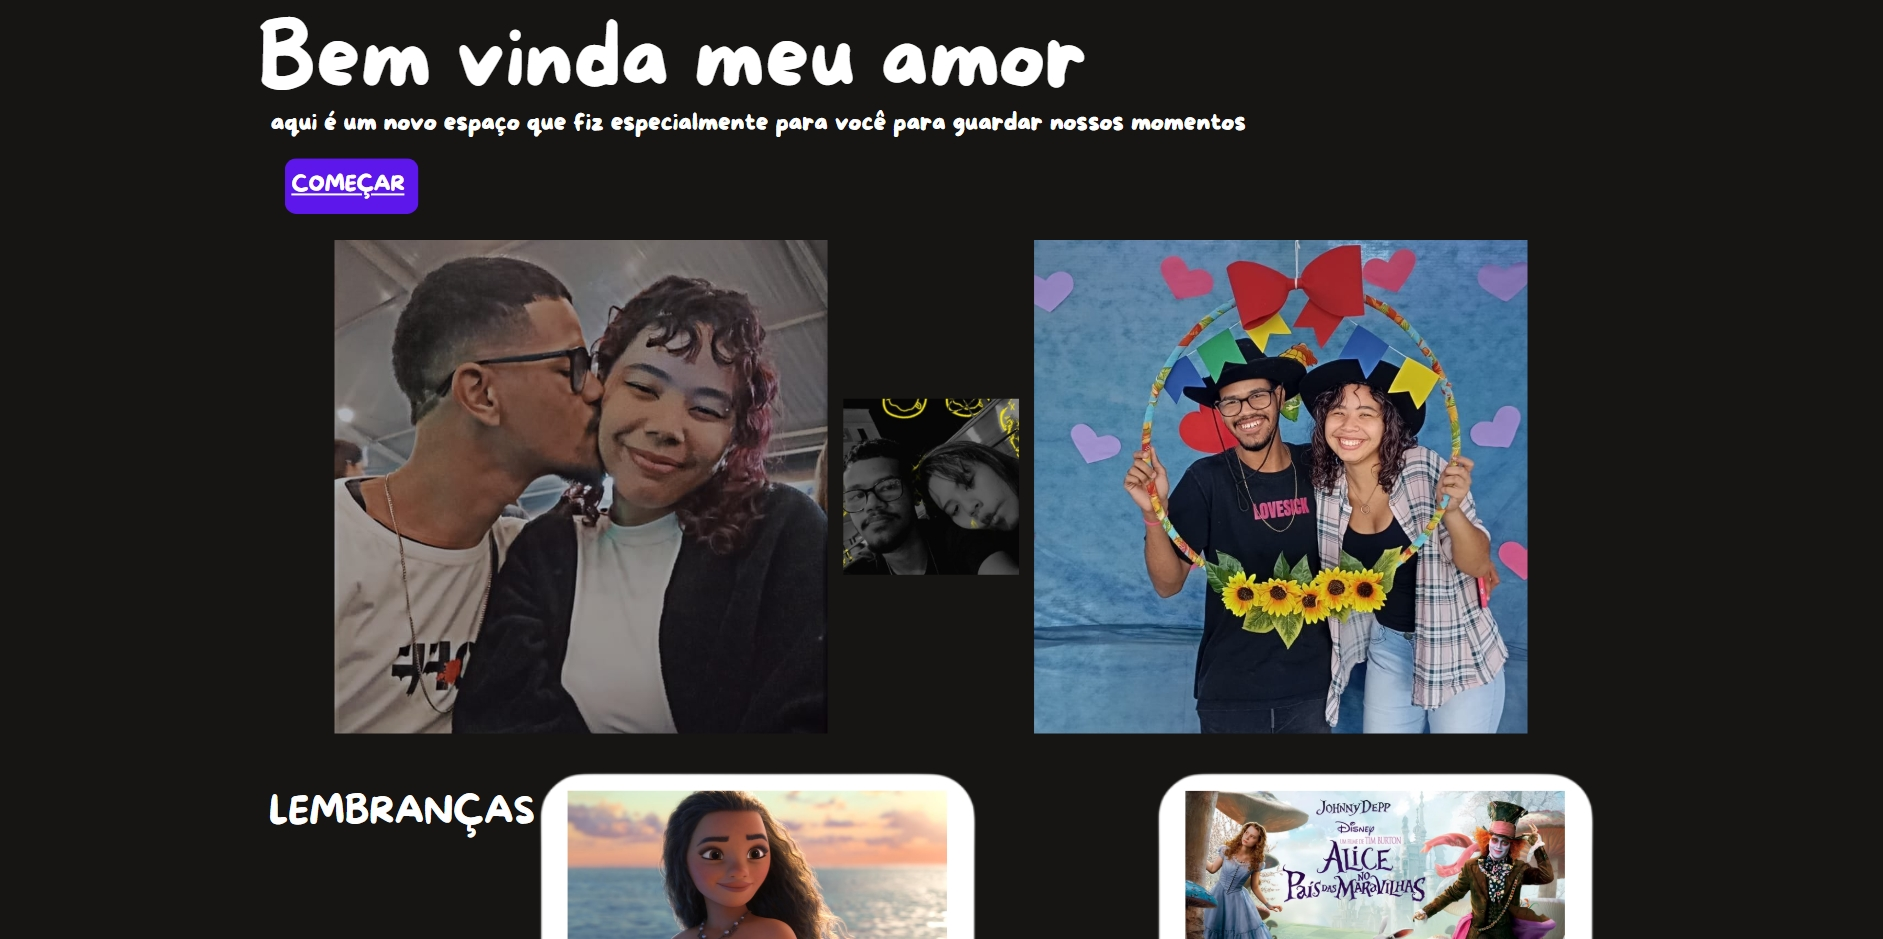 Bem vinda meu amor
aqui é um novo espaço que fiz especialmente para você para guardar nossos momentos
COMEÇAR
LOVESICK
LEMBRANÇAS
JOHNNY DEPP
DISNEY
UM FILME DE TIM BURTON
ALICE
NO
PAÍS DAS MARAVILHAS